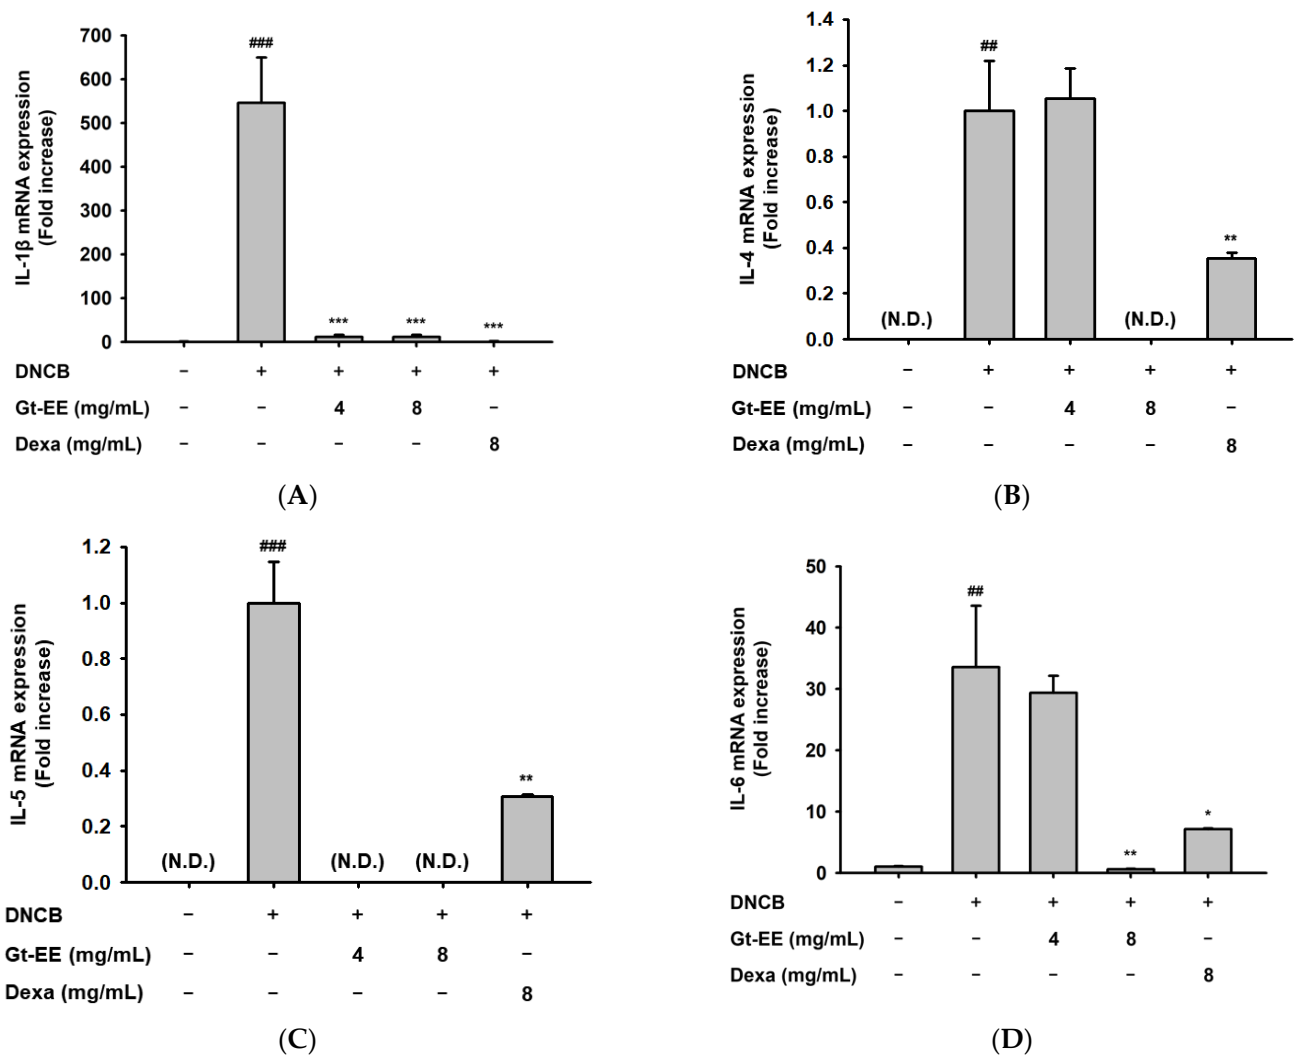 700
600
500
400
300
200
100
0
IL-1β mRNA expression
(Fold increase)
###
***
***
***
DNCB − + + + +
Gt-EE (mg/mL) − − 4 8 −
Dexa (mg/mL) − − − − 8
(A)
1.4
1.2
1.0
0.8
0.6
0.4
0.2
0.0
IL-4 mRNA expression
(Fold increase)
##
**
(N.D.)
(N.D.)
DNCB − + + + +
Gt-EE (mg/mL) − − 4 8 −
Dexa (mg/mL) − − − − 8
(B)
1.2
1.0
0.8
0.6
0.4
0.2
0.0
IL-5 mRNA expression
(Fold increase)
###
**
(N.D.)
(N.D.)
(N.D.)
DNCB − + + + +
Gt-EE (mg/mL) − − 4 8 −
Dexa (mg/mL) − − − − 8
(C)
50
40
30
20
10
0
IL-6 mRNA expression
(Fold increase)
##
**
*
DNCB − + + + +
Gt-EE (mg/mL) − − 4 8 −
Dexa (mg/mL) − − − − 8
(D)